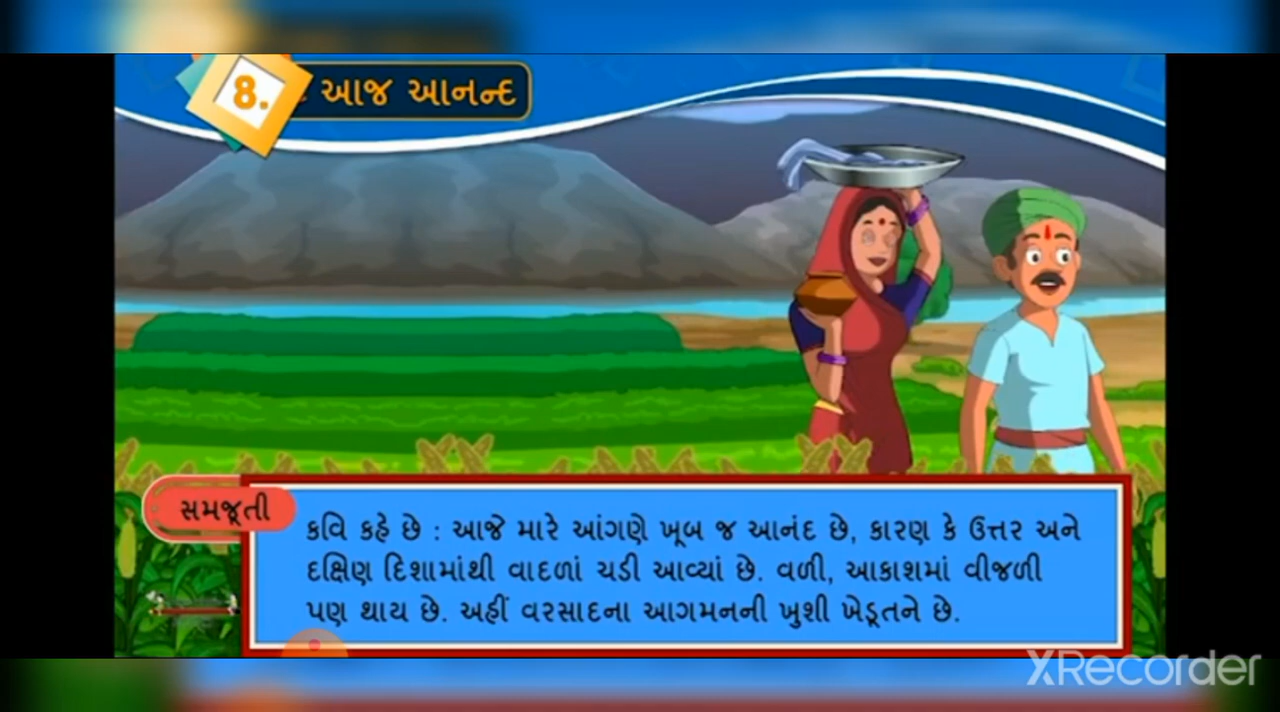 8.
આજ આનન્દ
સમજૂતી
કવિ કહે છે : આજે મારે આંગણે ખૂબ જ આનંદ છે, કારણ કે ઉત્તર અને
દક્ષિણ દિશામાંથી વાદળાં ચડી આવ્યાં છે. વળી, આકાશમાં વીજળી
પણ થાય છે. અહીં વરસાદના આગમનની ખુશી ખેડૂતને છે.
XRecorder